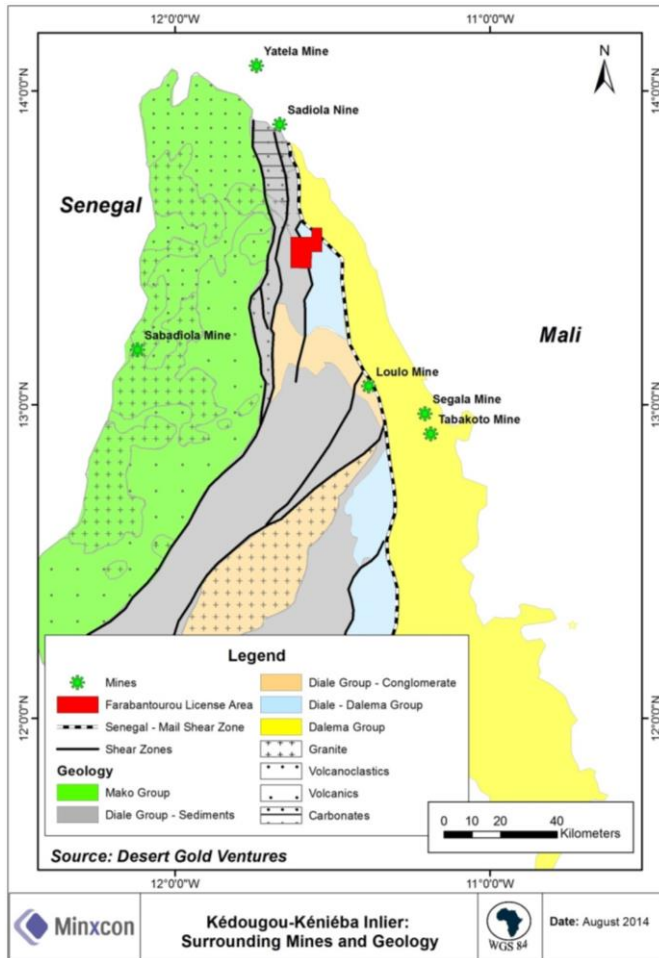 12°0'0"W
11°0'0"W
Yatela Mine
N
14°0'0"N
14°0'0"N
Sadiola Nine
Senegal
Sabadiola Mine
Mali
Loulo Mine
Segala Mine
13°0'0"N
13°0'0"N
Tabakoto Mine
Legend
Mines
Farabantourou License Area
Senegal - Mail Shear Zone
Shear Zones
Geology
Mako Group
Diale Group - Sediments
Diale Group - Conglomerate
Diale - Dalema Group
Dalema Group
Granite
Volcanoclastics
Volcanics
Carbonates
12°0'0"N
12°0'0"N
0 10 20 40
Kilometers
Source: Desert Gold Ventures
12°0'0"W
11°0'0"W
Minxcon
Kédougou-Kéniéba Inlier:
Surrounding Mines and Geology
WGS 84
Date: August 2014